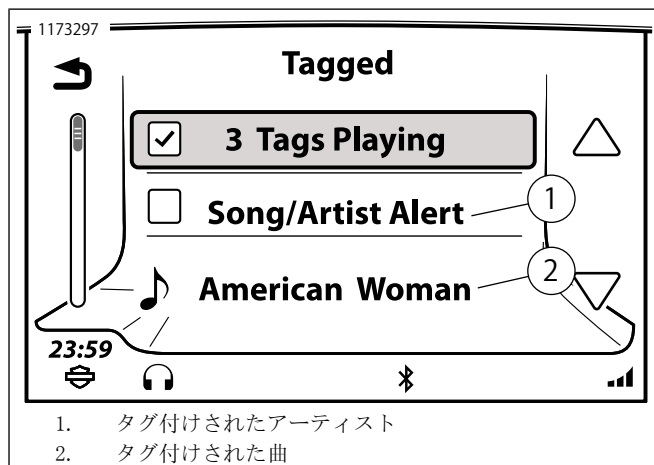 1173297
Tagged
3 Tags Playing
Song/Artist Alert
1
American Woman
2
23:59
1. タグ付けされたアーティスト
2. タグ付けされた曲